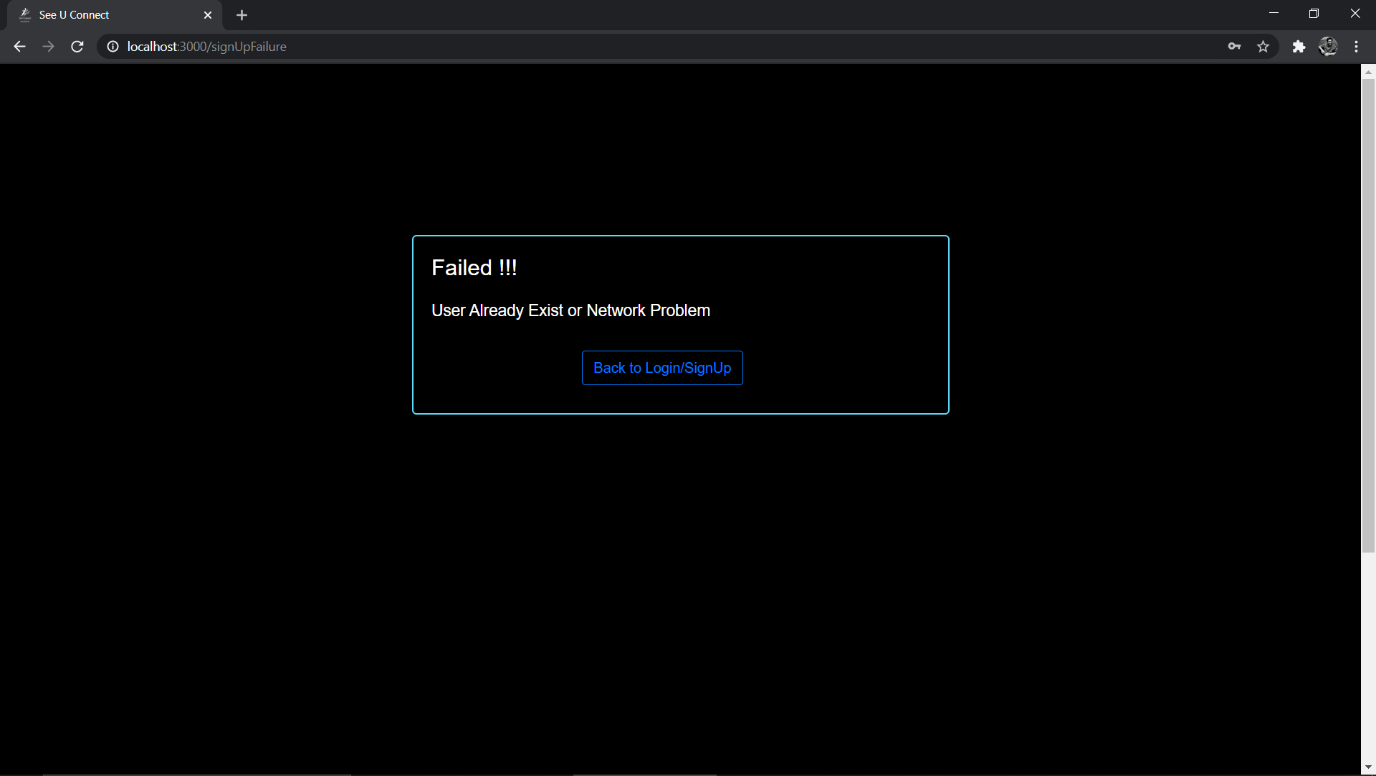 See U Connect
localhost:3000/signUpFailure
Failed !!!
User Already Exist or Network Problem
Back to Login/SignUp